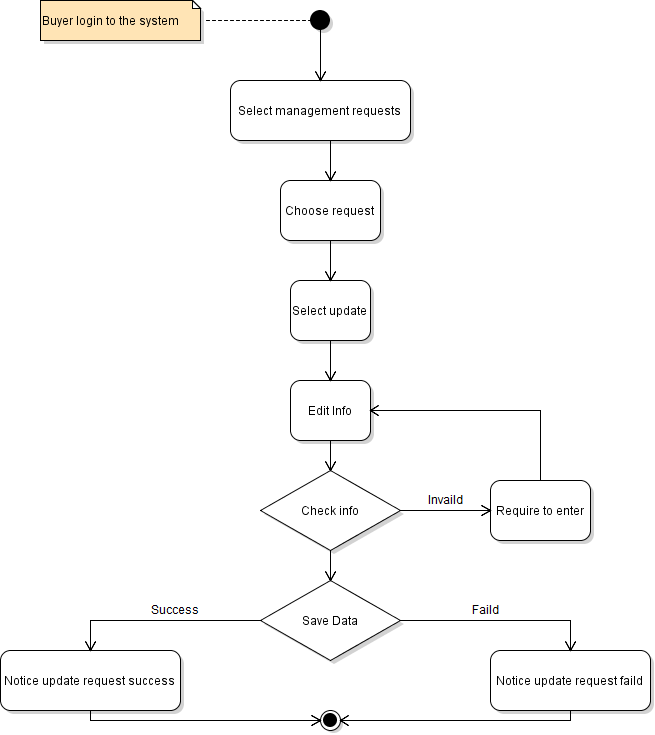 Buyer login to the system
Select management requests
Choose request
Select update
Edit Info
Check info
Invaild
Require to enter
Save Data
Success
Faild
Notice update request success
Notice update request faild